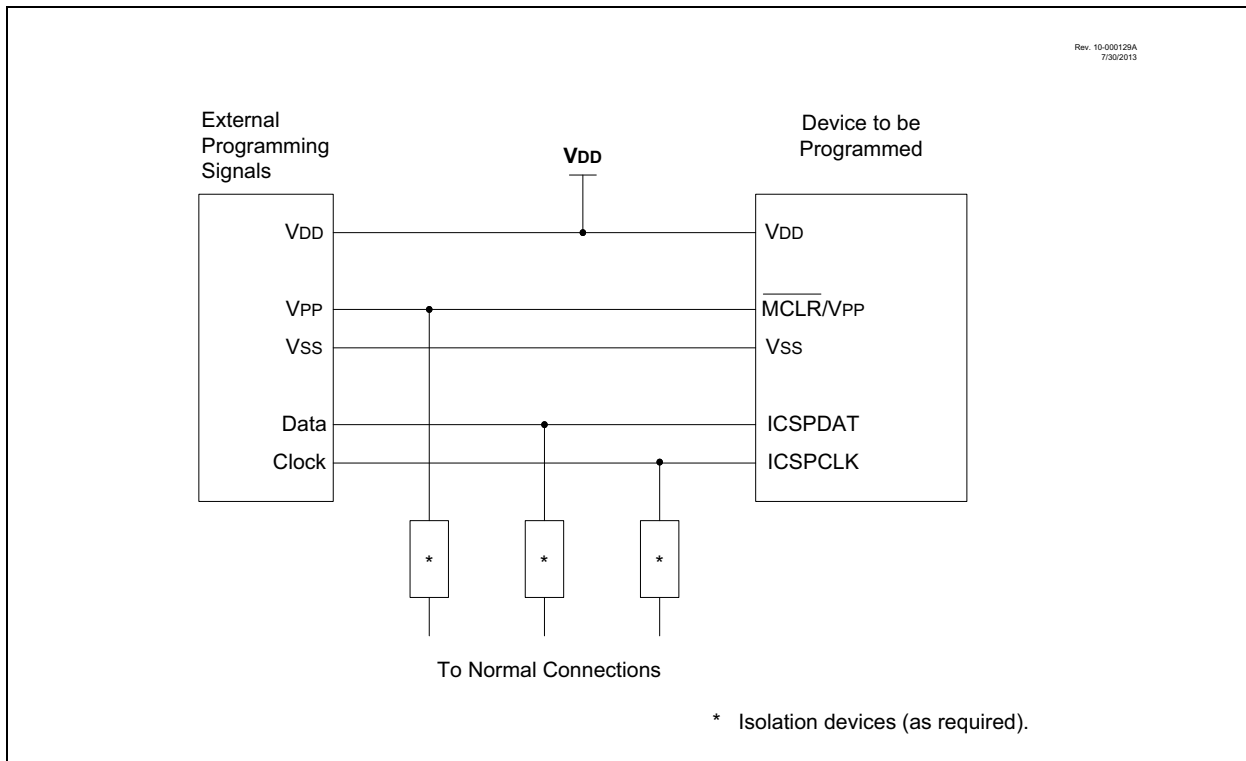 Rev. 10-000129A
7/30/2013
External
Programming
Signals
Device to be
Programmed
VDD
VDD
VDD
VPP
MCLR/VPP
VSS
VSS
Data
ICSPDAT
Clock
ICSPCLK
*
*
*
To Normal Connections
* Isolation devices (as required).